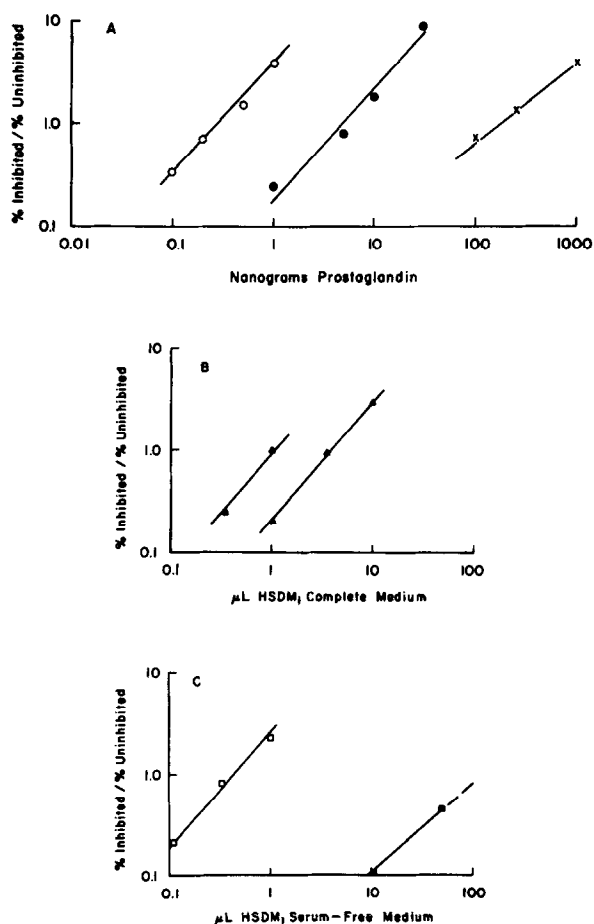 A
% Inhibited / % Uninhibited
10
1.0
0.1
0.01 0.1 1 10 100 1000
Nanograms Prostaglandin
B
% Inhibited / % Uninhibited
10
1.0
0.1
0.1 1 10 100
μL HSDM₁ Complete Medium
C
% Inhibited / % Uninhibited
10
1.0
0.1
0.1 1 10 100
μL HSDM₁ Serum-Free Medium